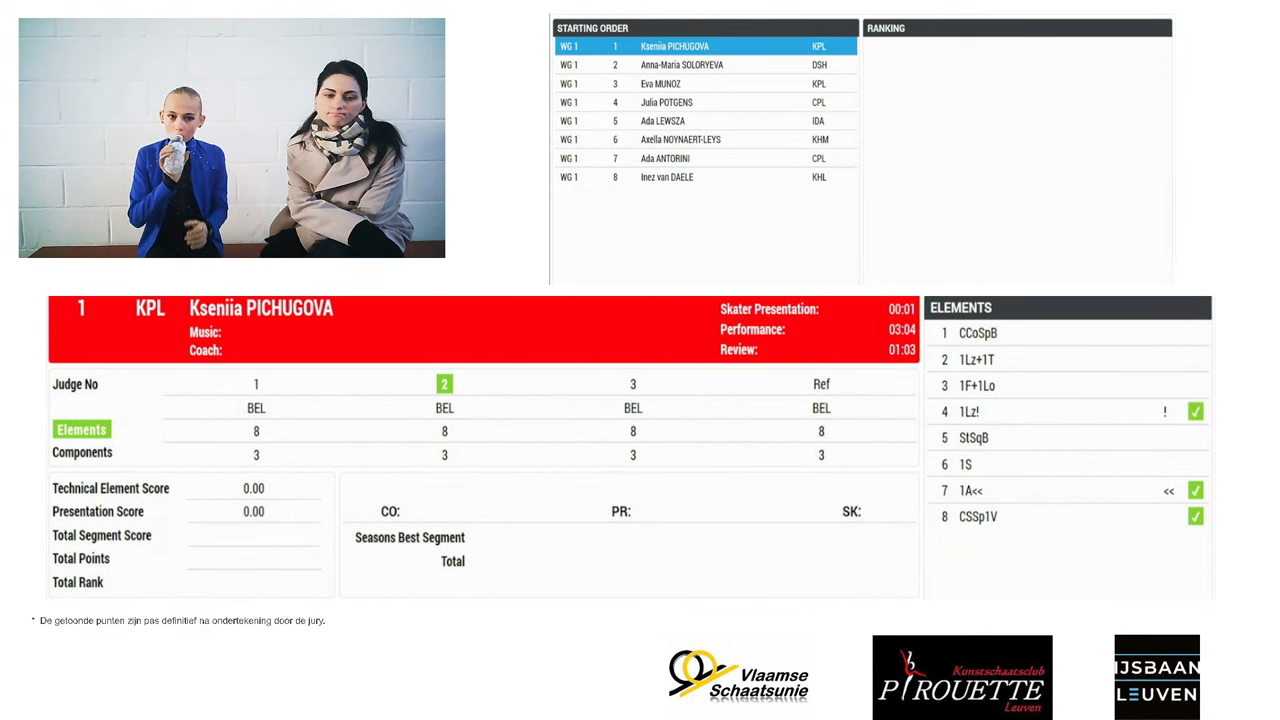 STARTING ORDER
WG 1 1 Kseniia PICHUGOVA KPL
WG 1 2 Anna-Maria SOLORYEVA DSH
WG 1 3 Eva MUNOZ KPL
WG 1 4 Julia POTGENS CPL
WG 1 5 Ada LEWSZA IDA
WG 1 6 Axella NOYNAERT-LEYS KHM
WG 1 7 Ada ANTORINI CPL
WG 1 8 Inez van DAELE KHL
RANKING
1 KPL Kseniia PICHUGOVA
Music:
Coach:
Skater Presentation: 00:01
Performance: 03:04
Review: 01:03
Judge No 1 2 3 Ref
BEL BEL BEL BEL
Elements 8 8 8 8
Components 3 3 3 3
Technical Element Score 0.00
Presentation Score 0.00
Total Segment Score
Total Points
Total Rank
CO: PR: SK:
Seasons Best Segment
Total
ELEMENTS
1 CCoSpB
2 1Lz+1T
3 1F+1Lo
4 1Lz! !
5 StSqB
6 1S
7 1A<< <<
8 CSSp1V
* De getoonde punten zijn pas definitief na ondertekening door de jury.
Vlaamse
Schaatsunie
Kunstschaatsclub
PIROUETTE
Leuven
IJSBAAN
LEUVEN